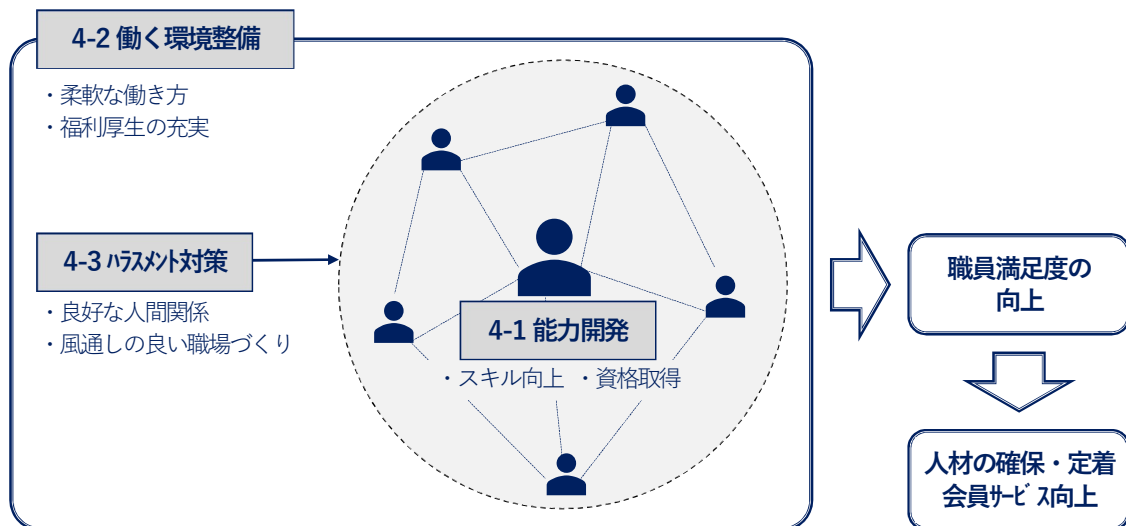 4-2 働く環境整備
・柔軟な働き方
・福利厚生の充実
4-3 ﾊﾗｽﾒﾝﾄ対策
・良好な人間関係
・風通しの良い職場づくり
4-1 能力開発
・スキル向上 ・資格取得
職員満足度の
向上
人材の確保・定着
会員ｻｰﾋﾞｽ向上